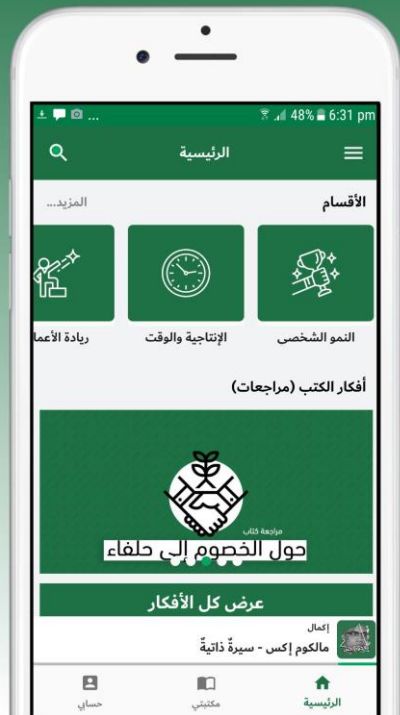 ... 48% 6:31 pm
الرئيسية
الأقسام
المزيد...
النمو الشخصى
الإنتاجية والوقت
ريادة الأعما
أفكار الكتب (مراجعات)
مراجعة كتاب
حول الخصوم إلى حلفاء
عرض كل الأفكار
إكمال
مالكوم إكس - سيرةٌ ذاتيةٌ
الرئيسية
مكتبتي
حسابي